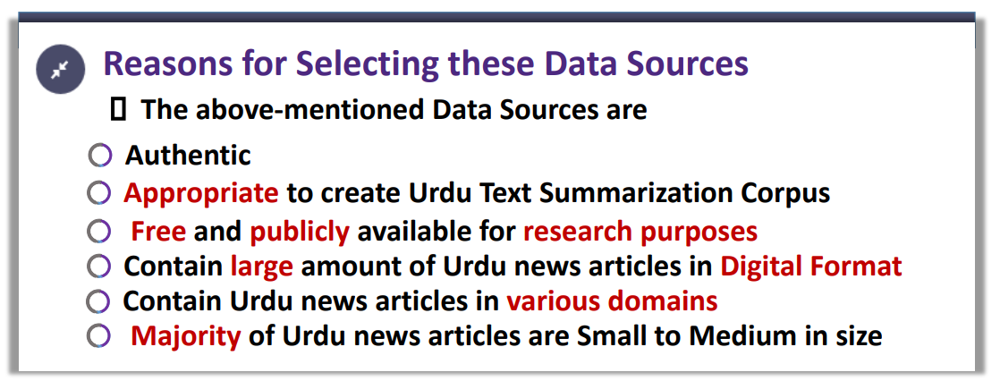 Reasons for Selecting these Data Sources
The above-mentioned Data Sources are
Authentic
Appropriate to create Urdu Text Summarization Corpus
Free and publicly available for research purposes
Contain large amount of Urdu news articles in Digital Format
Contain Urdu news articles in various domains
Majority of Urdu news articles are Small to Medium in size